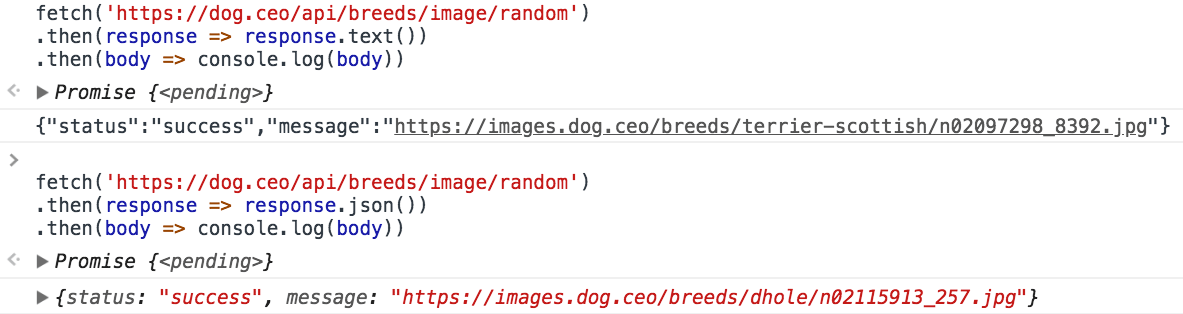 fetch('https://dog.ceo/api/breeds/image/random')
.then(response => response.text())
.then(body => console.log(body))
Promise {<pending>}
{"status":"success","message":"https://images.dog.ceo/breeds/terrier-scottish/n02097298_8392.jpg"}
fetch('https://dog.ceo/api/breeds/image/random')
.then(response => response.json())
.then(body => console.log(body))
Promise {<pending>}
{status: "success", message: "https://images.dog.ceo/breeds/dhole/n02115913_257.jpg"}